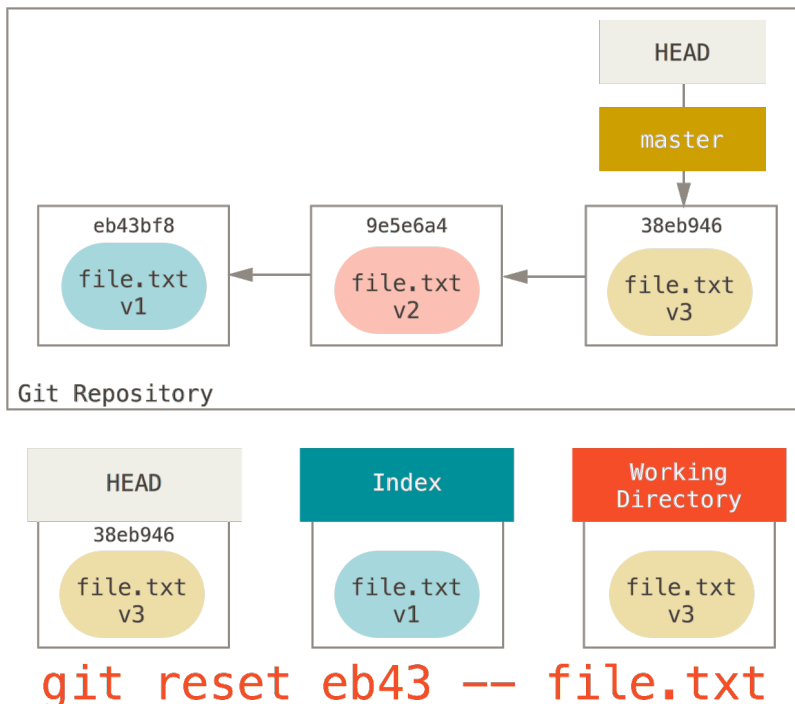 HEAD
master
eb43bf8
9e5e6a4
38eb946
file.txt
v1
file.txt
v2
file.txt
v3
Git Repository
HEAD
Index
Working
Directory
38eb946
file.txt
v3
file.txt
v1
file.txt
v3
git reset eb43 -- file.txt